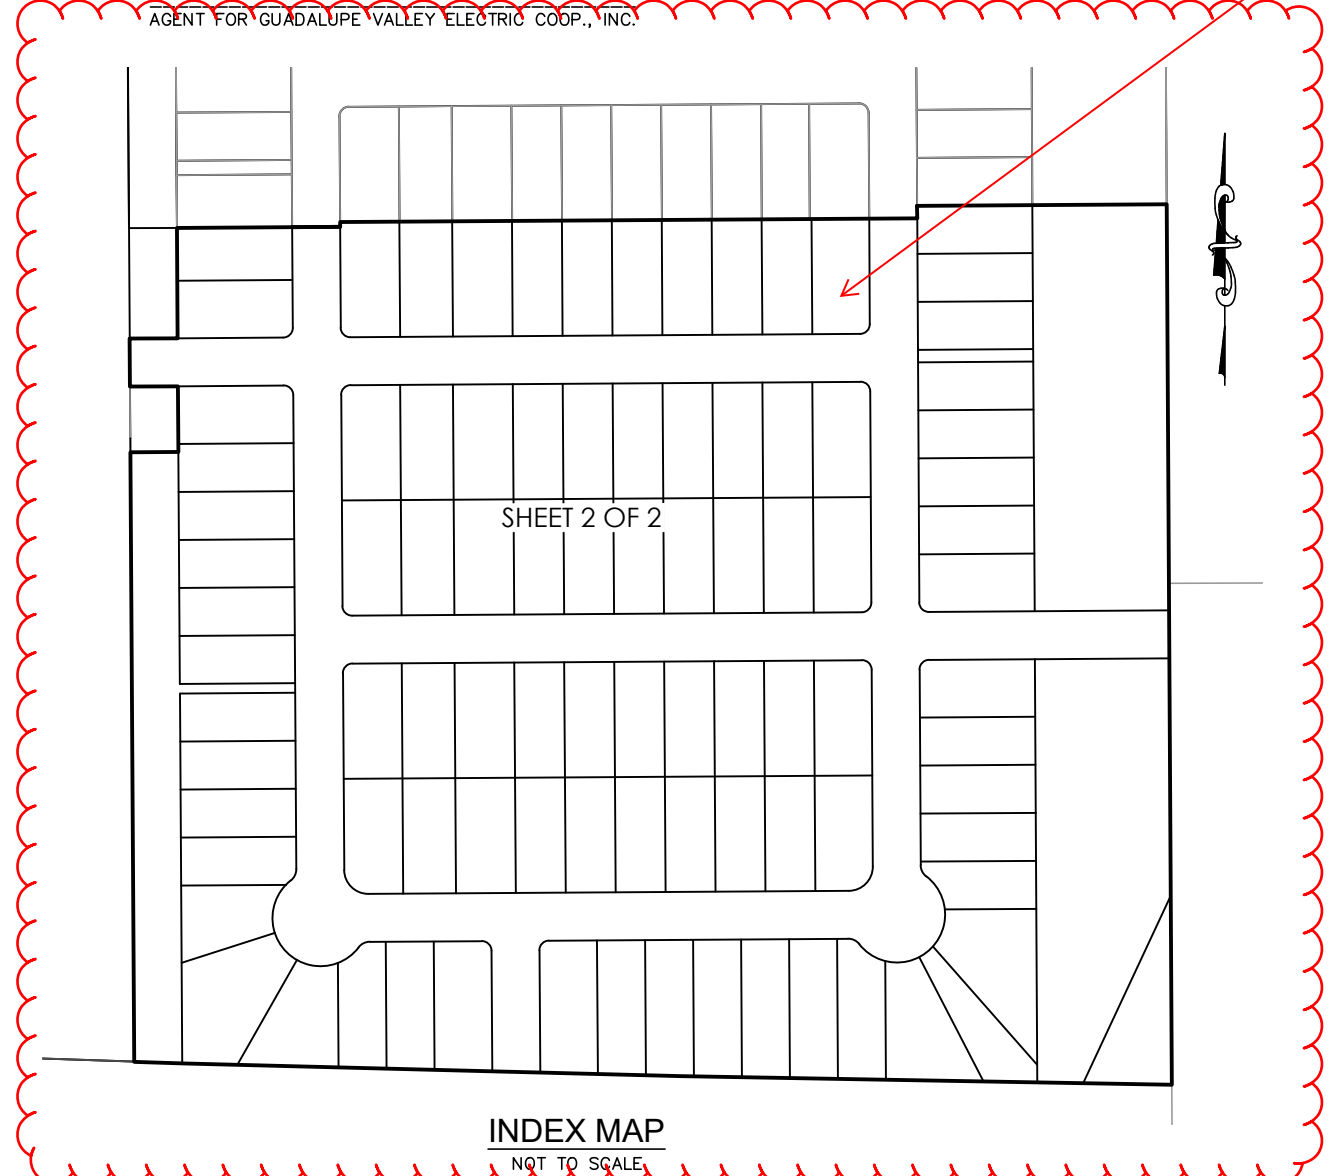 AGENT FOR GUADALUPE VALLEY ELECTRIC COOP., INC.
SHEET 2 OF 2
INDEX MAP
NOT TO SCALE